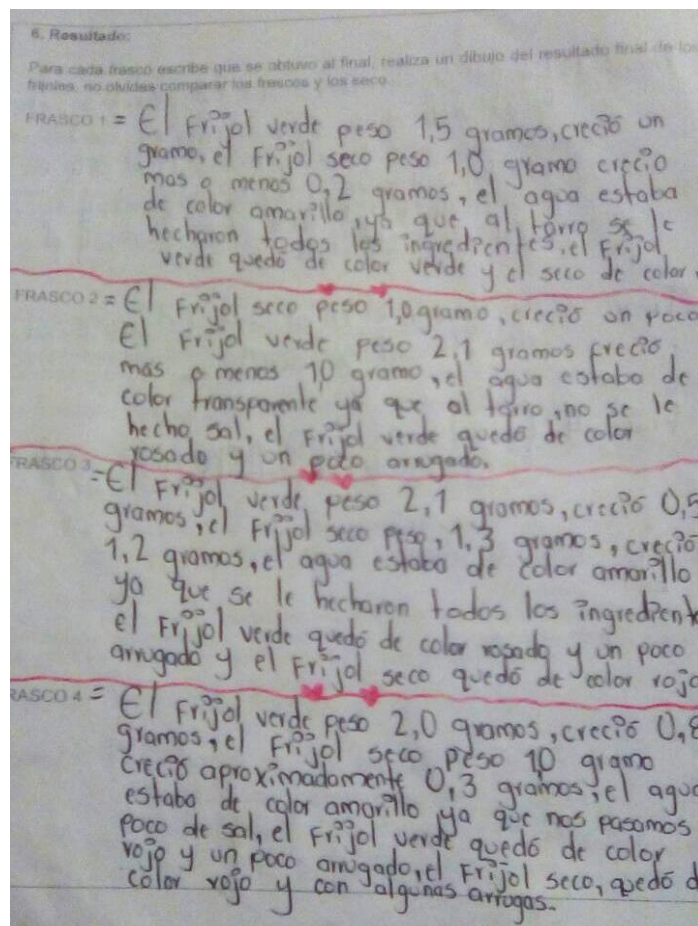 6. Resultado:
Para cada frasco escribe que se obtuvo al final, realiza un dibujo del resultado final de los
frijoles, no olvides comparar los frescos y los seco.
FRASCO 1 = El Frijol verde peso 1,5 gramos, creció un
gramo, el Frijol seco peso 1,0 gramo crecio
mas o menos 0,2 gramos, el agua estaba
de color amarillo, ya que al tarro se le
hecharon todos los ingredientes, el Frijol
verde quedó de color verde y el seco de color
FRASCO 2 = El Frijol seco peso 1,0 gramo, creció un poco
El Frijol verde peso 2,1 gramos creció
mas o menos 1,0 gramo, el agua estaba de
color transparente ya que al tarro, no se le
hecho sal, el Frijol verde quedó de color
rosado y un poco arrugado.
FRASCO 3 = El Frijol verde, peso 2,1 gramos, creció 0,5
gramos, el Frijol seco peso, 1,3 gramos, creció
1,2 gramos, el agua estaba de color amarillo
ya que se le hecharon todos los ingredient
el Frijol verde quedó de color rosado y un poco
arrugado y el Frijol seco quedó de color rojo
RASCO 4 = El Frijol verde peso 2,0 gramos, creció 0,8
gramos, el Frijol seco peso 1,0 gramo
creció aproximadamente 0,3 gramos, el agua
estaba de color amarillo ya que nos pasamos
poco de sal, el Frijol verde quedó de color
rojo y un poco arrugado, el Frijol seco, quedó d
color rojo y con algunas arrugas.